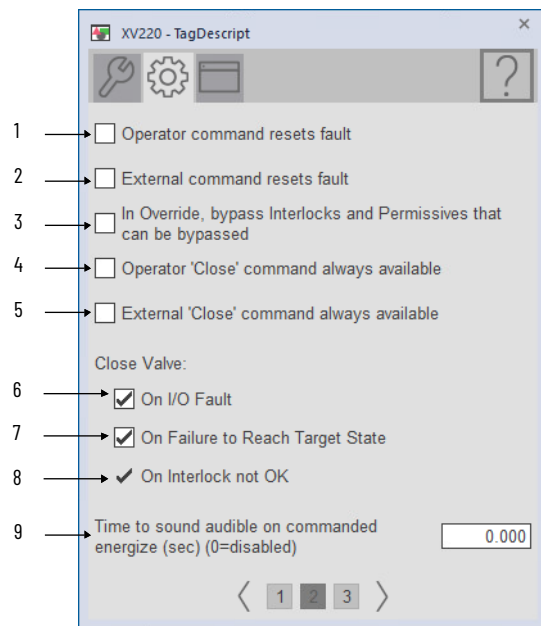 XV220 - TagDescript
×
?
1
Operator command resets fault
2
External command resets fault
3
In Override, bypass Interlocks and Permissives that
can be bypassed
4
Operator 'Close' command always available
5
External 'Close' command always available
Close Valve:
6
On I/O Fault
7
On Failure to Reach Target State
8
On Interlock not OK
9
Time to sound audible on commanded
energize (sec) (0=disabled)
0.000
1 2 3